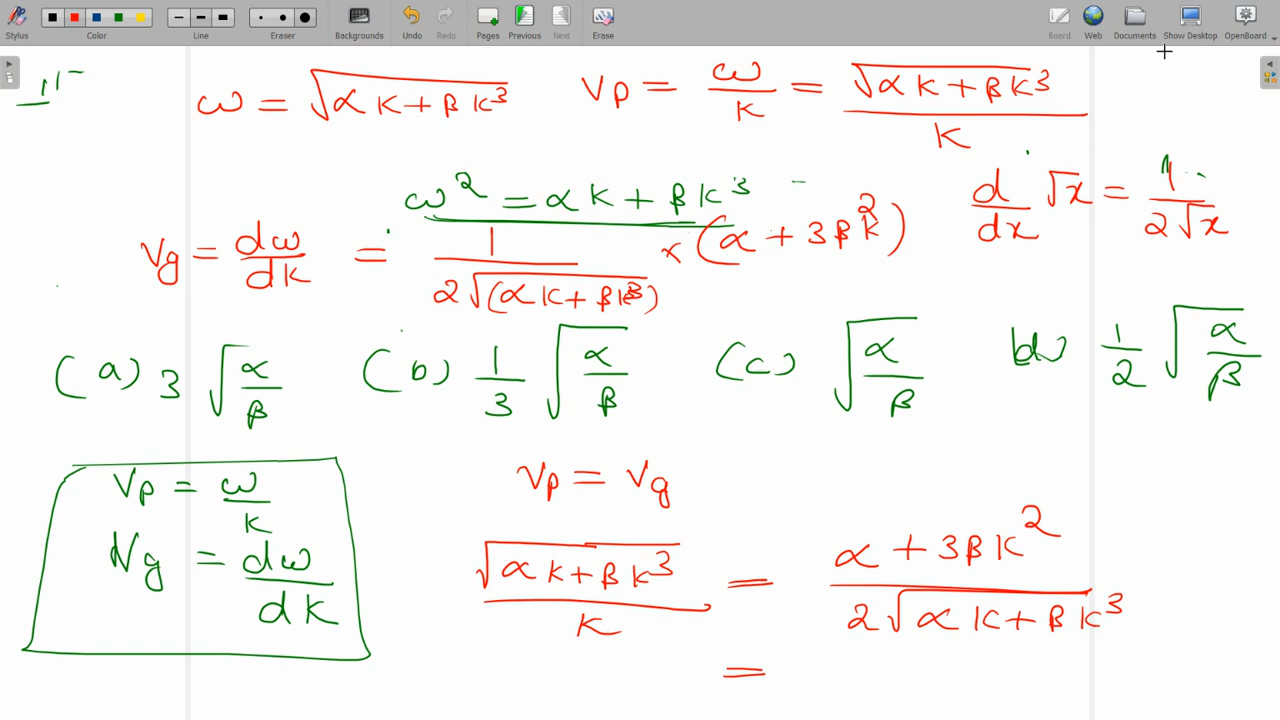 Stylus Color Line Eraser Backgrounds Undo Redo Pages Previous Next Erase Board Web Documents Show Desktop OpenBoard
ω = √(αK + βK³) Vp = ω/K = √(αK + βK³)/K
ω² = αK + βK³
d/dx √x = 1/(2√x)
Vg = dω/dK = 1/(2√(αK + βK³)) × (α + 3βK²)
(a) 3 √(α/β) (b) 1/3 √(α/β) (c) √(α/β) 1/2 √(α/β)
Vp = ω/K
Vg = dω/dK
Vp = Vg
√(αK + βK³)/K = (α + 3βK²)/(2√(αK + βK³))
=